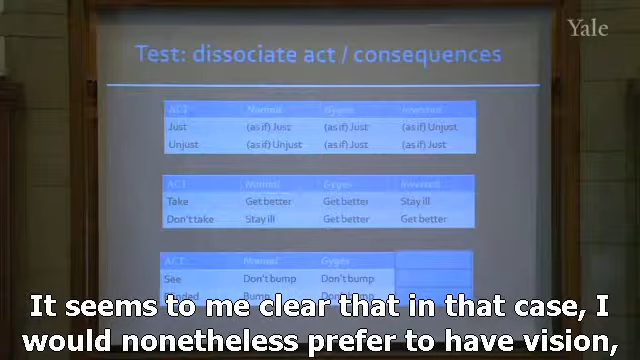 Yale
Test: dissociate act / consequences
ACT Normal Gyges Inverted
Just (as if) Just (as if) Just (as if) Unjust
Unjust (as if) Unjust (as if) Just (as if) Just
ACT Normal Gyges Inverted
Take Get better Get better Stay ill
Don't take Stay ill Get better Get better
ACT Normal Gyges
See Don't bump Don't bump
It seems to me clear that in that case, I
would nonetheless prefer to have vision,